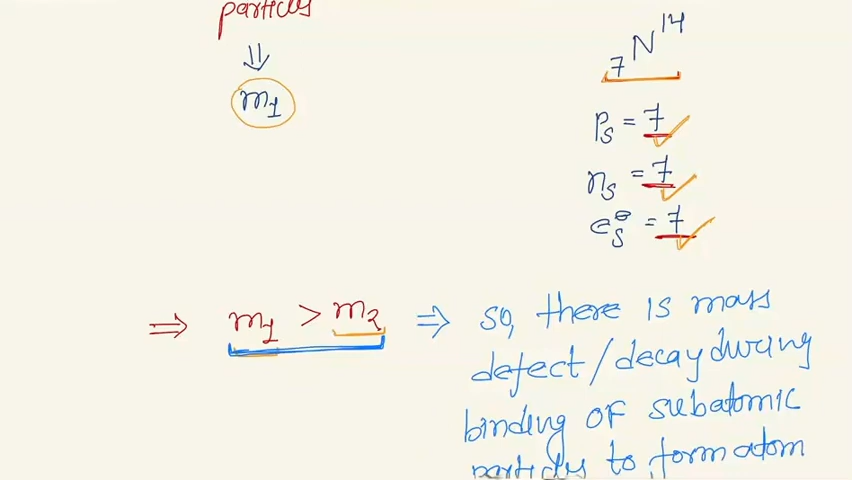 particles
⇓
m₁
₇N¹⁴
Ps = 7
ns = 7
es⊖ = 7
⇒ m₁ > m₂ ⇒ so, there is mass
defect/decay during
binding of subatomic
particles to form atom